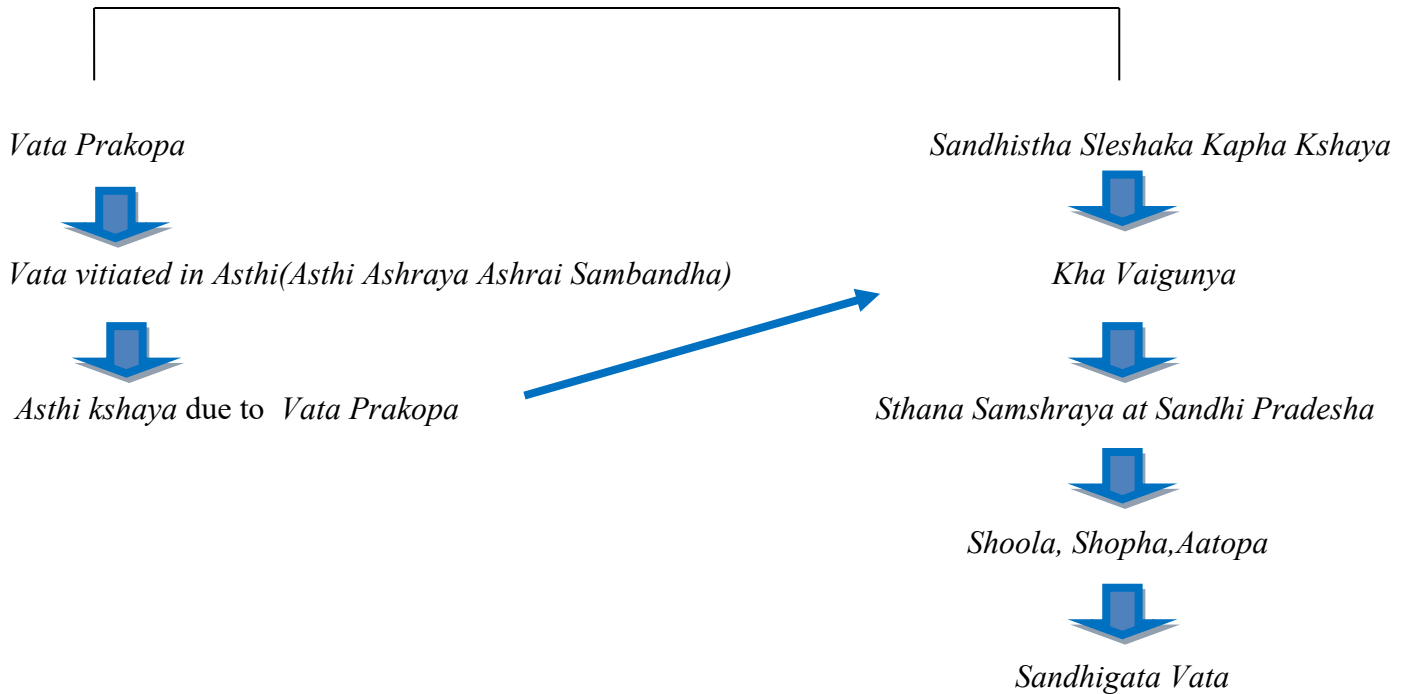 Vata Prakopa
Sandhistha Sleshaka Kapha Kshaya
Vata vitiated in Asthi(Asthi Ashraya Ashrai Sambandha)
Kha Vaigunya
Asthi kshaya due to Vata Prakopa
Sthana Samshraya at Sandhi Pradesha
Shoola, Shopha,Aatopa
Sandhigata Vata